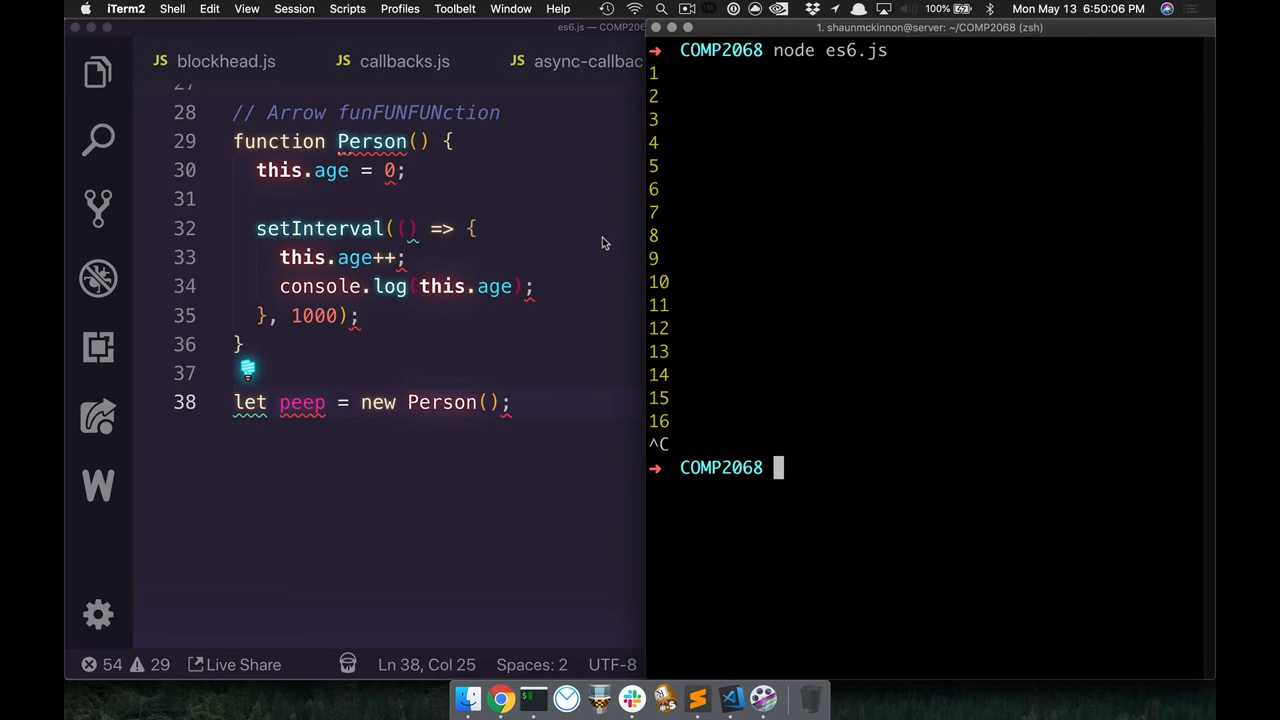 iTerm2 Shell Edit View Session Scripts Profiles Toolbelt Window Help 100% Mon May 13 6:50:06 PM
es6.js — COMP206
1. shaunmckinnon@server: ~/COMP2068 (zsh)
JS blockhead.js JS callbacks.js JS async-callbac
27
28 // Arrow funFUNFUNction
29 function Person() {
30 this.age = 0;
31
32 setInterval(() => {
33 this.age++;
34 console.log(this.age);
35 }, 1000);
36 }
37
38 let peep = new Person();
54 29 Live Share Ln 38, Col 25 Spaces: 2 UTF-8
➜ COMP2068 node es6.js
1
2
3
4
5
6
7
8
9
10
11
12
13
14
15
16
^C
➜ COMP2068
W